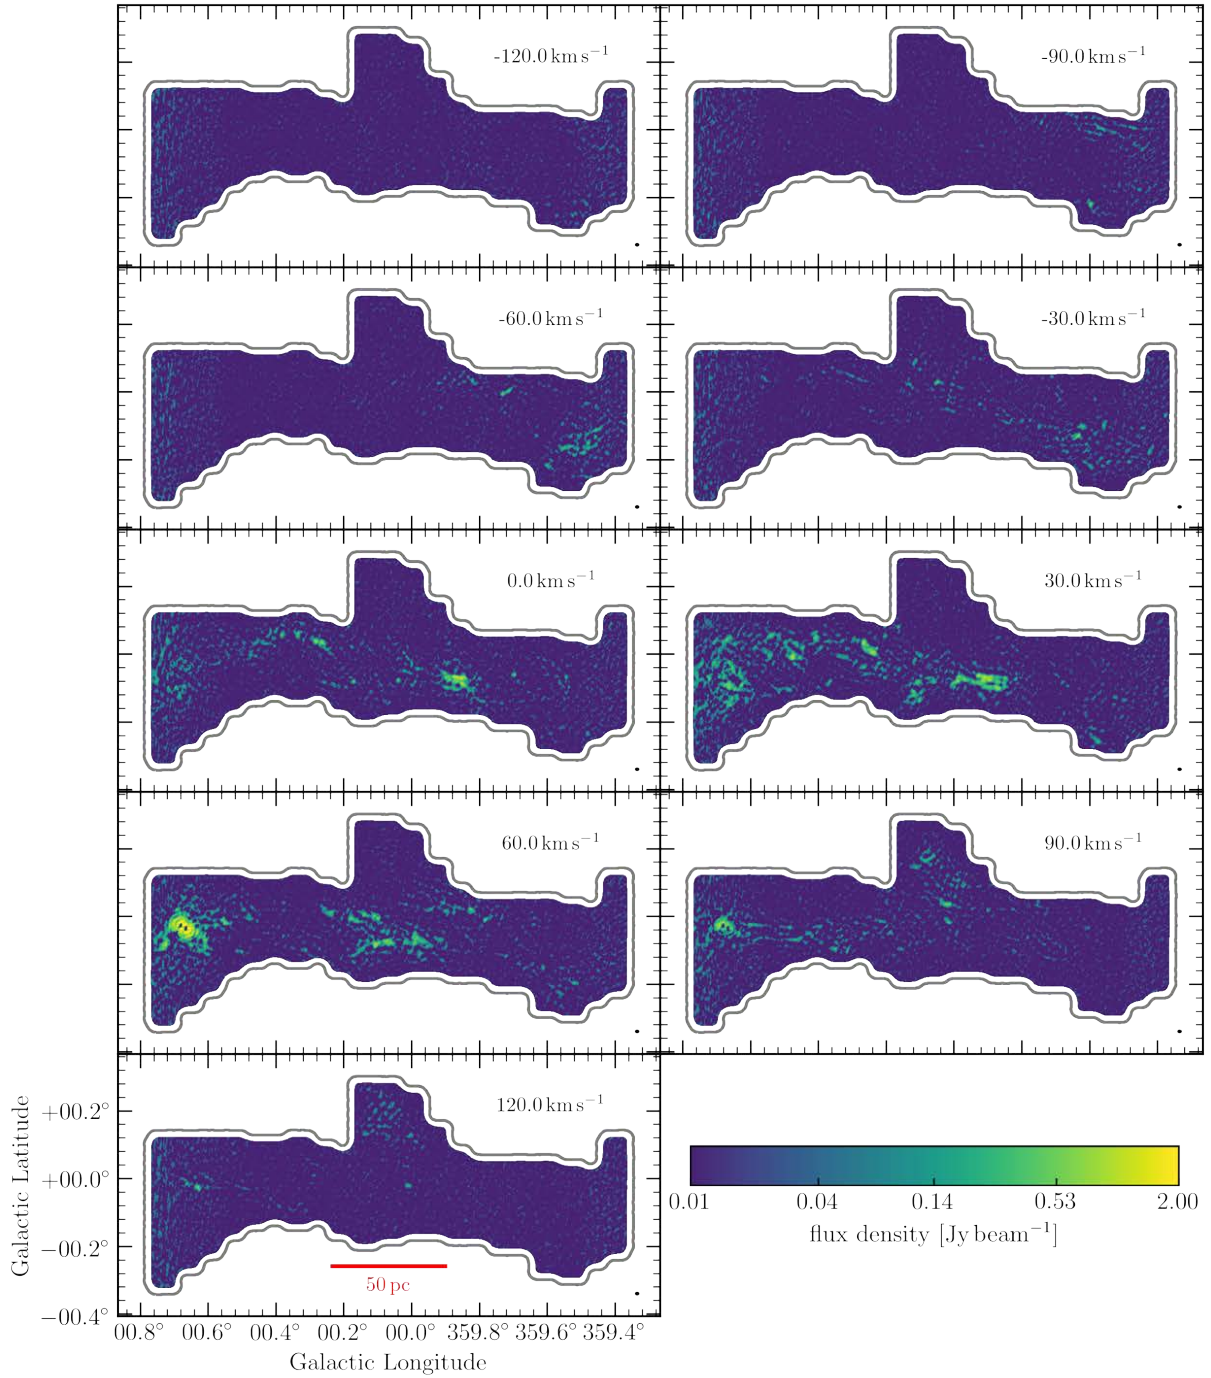 -120.0 km s⁻¹
-90.0 km s⁻¹
-60.0 km s⁻¹
-30.0 km s⁻¹
0.0 km s⁻¹
30.0 km s⁻¹
60.0 km s⁻¹
90.0 km s⁻¹
120.0 km s⁻¹
Galactic Latitude
+00.2°
+00.0°
−00.2°
−00.4°
50 pc
00.8° 00.6° 00.4° 00.2° 00.0° 359.8° 359.6° 359.4°
Galactic Longitude
0.01 0.04 0.14 0.53 2.00
flux density [Jy beam⁻¹]